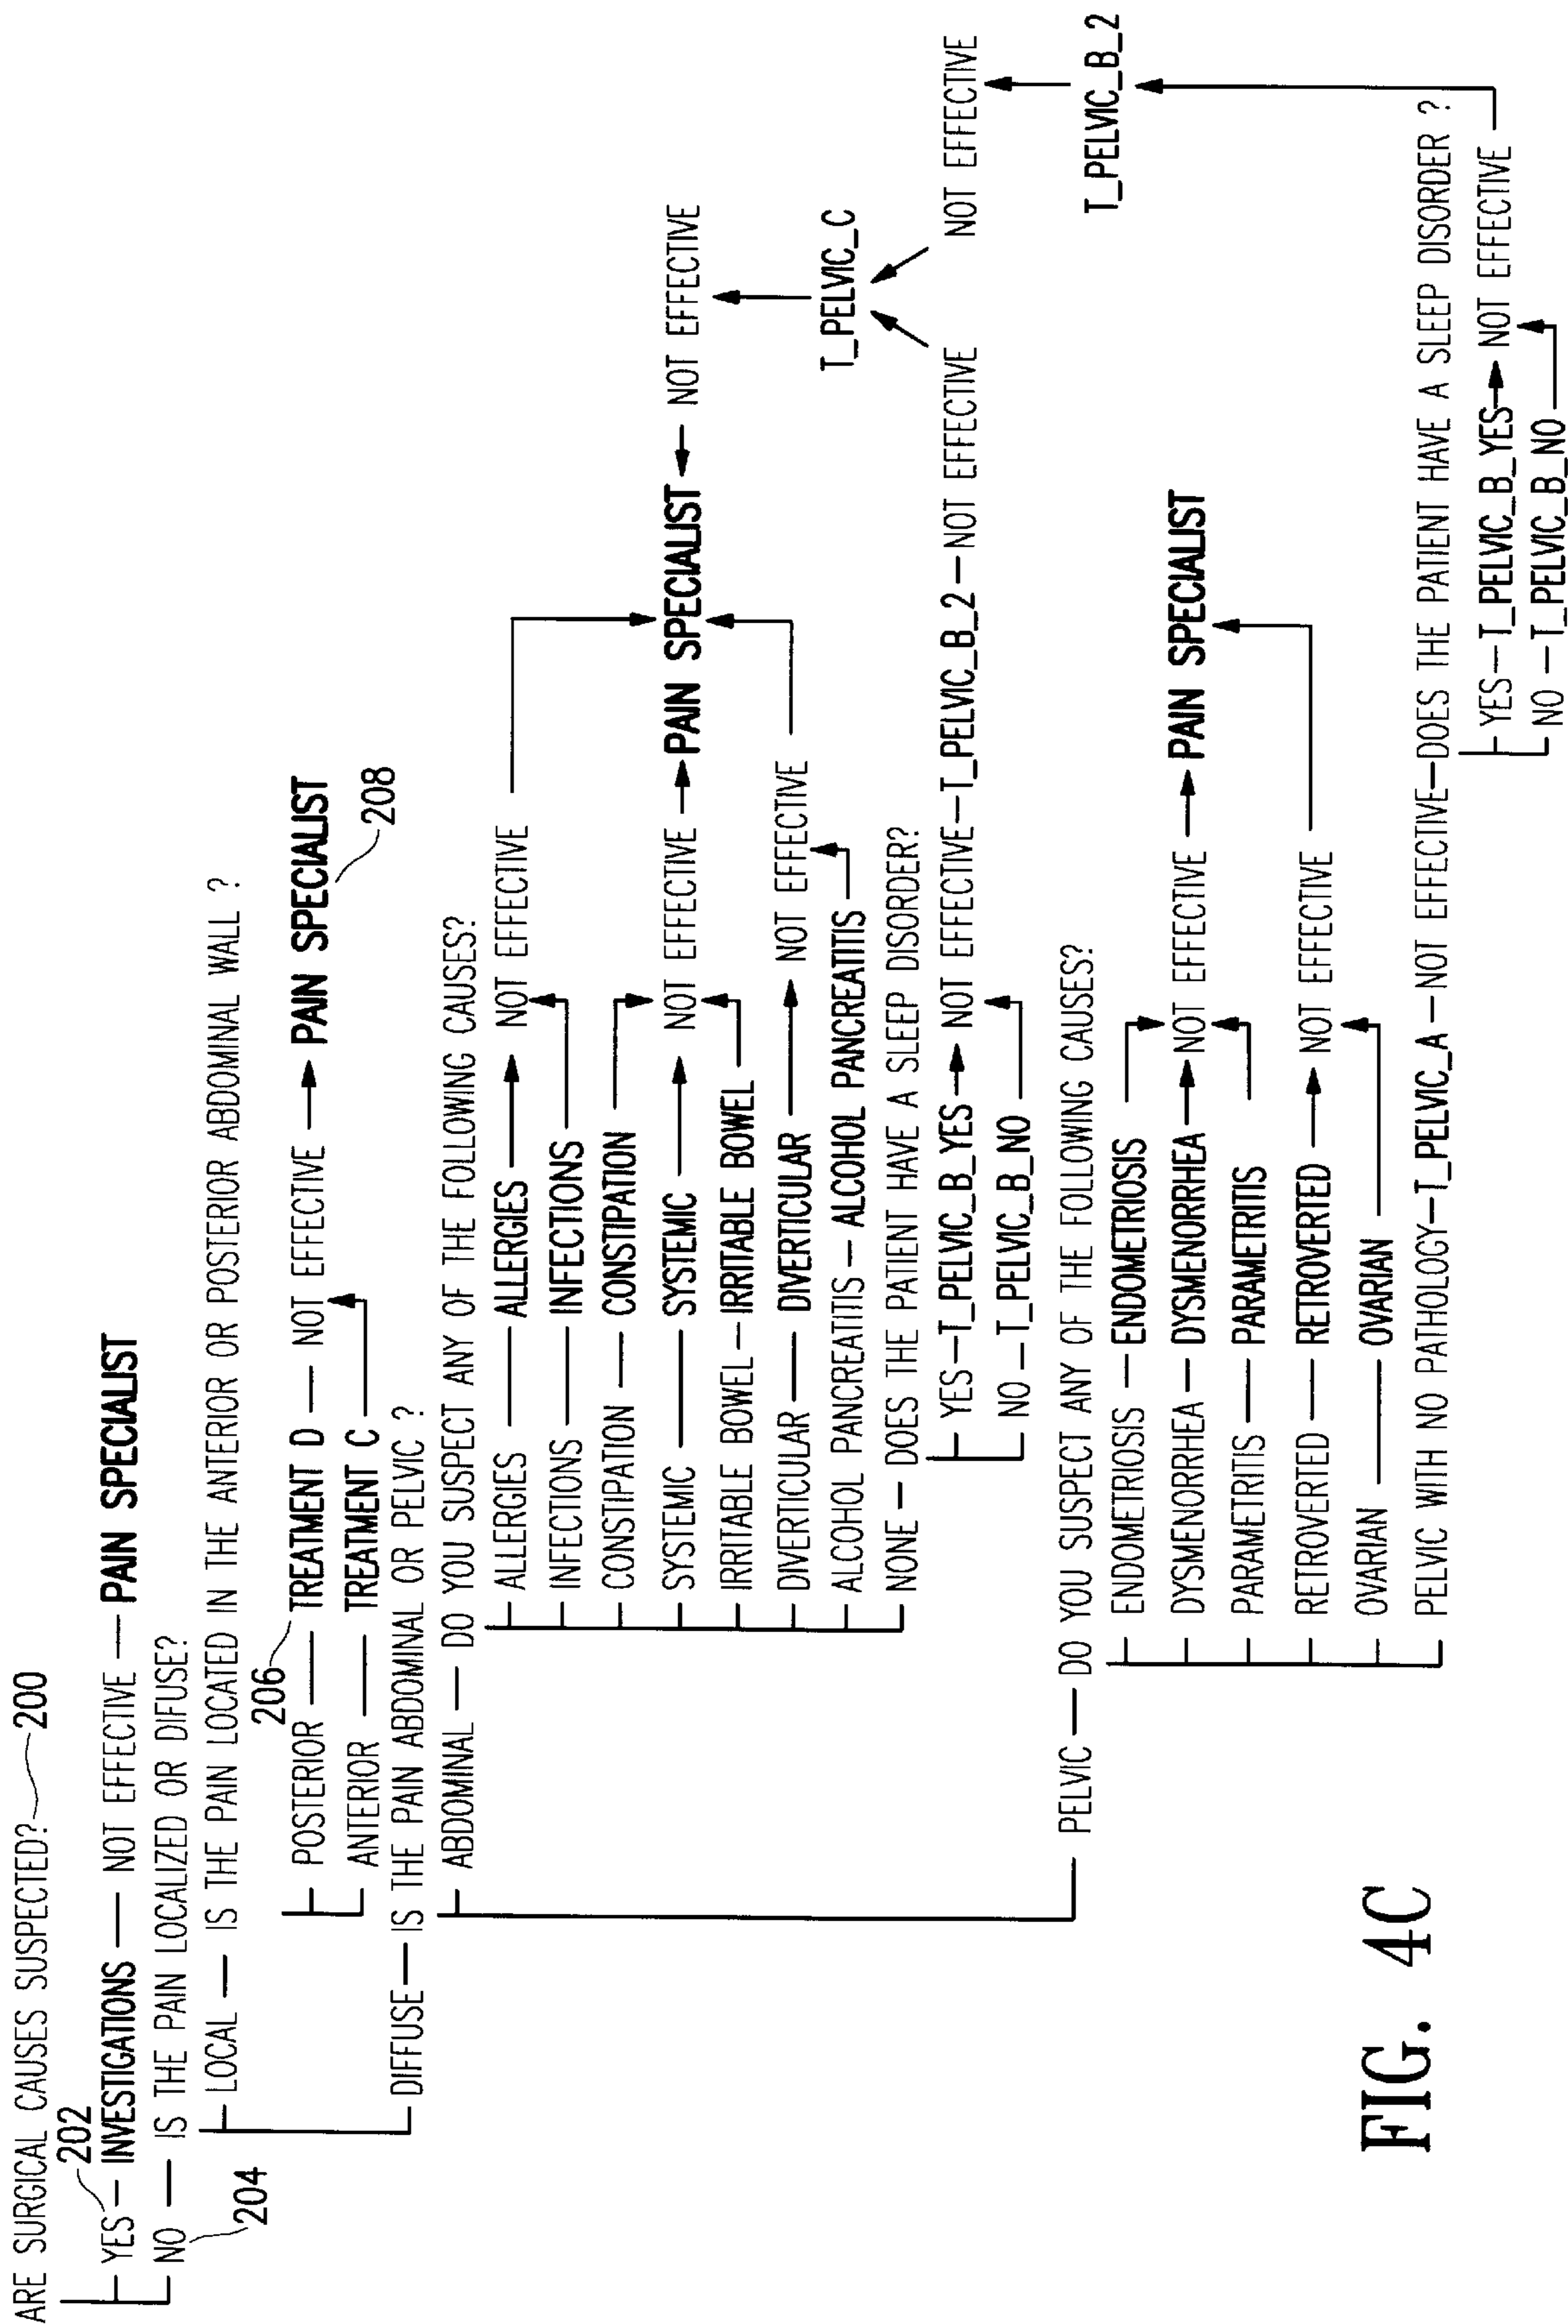 ARE SURGICAL CAUSES SUSPECTED? 200
202
YES INVESTIGATIONS NOT EFFECTIVE PAIN SPECIALIST
NO IS THE PAIN LOCALIZED OR DIFUSE?
204
LOCAL IS THE PAIN LOCATED IN THE ANTERIOR OR POSTERIOR ABDOMINAL WALL ?
206
POSTERIOR TREATMENT D NOT EFFECTIVE PAIN SPECIALIST
208
ANTERIOR TREATMENT C
DIFFUSE IS THE PAIN ABDOMINAL OR PELVIC ?
ABDOMINAL DO YOU SUSPECT ANY OF THE FOLLOWING CAUSES?
ALLERGIES ALLERGIES NOT EFFECTIVE
INFECTIONS INFECTIONS
CONSTIPATION CONSTIPATION
SYSTEMIC SYSTEMIC NOT EFFECTIVE PAIN SPECIALIST NOT EFFECTIVE
IRRITABLE BOWEL IRRITABLE BOWEL
DIVERTICULAR DIVERTICULAR NOT EFFECTIVE
ALCOHOL PANCREATITIS ALCOHOL PANCREATITIS T_PELVIC_C
NONE DOES THE PATIENT HAVE A SLEEP DISORDER?
YES T_PELVIC_B_YES NOT EFFECTIVE T_PELVIC_B_2 NOT EFFECTIVE NOT EFFECTIVE NOT EFFECTIVE
NO T_PELVIC_B_NO
PELVIC DO YOU SUSPECT ANY OF THE FOLLOWING CAUSES?
T_PELVIC_B_2
ENDOMETRIOSIS ENDOMETRIOSIS
DYSMENORRHEA DYSMENORRHEA NOT EFFECTIVE PAIN SPECIALIST
PARAMETRITIS PARAMETRITIS
RETROVERTED RETROVERTED NOT EFFECTIVE
OVARIAN OVARIAN
PELVIC WITH NO PATHOLOGY T_PELVIC_A NOT EFFECTIVE DOES THE PATIENT HAVE A SLEEP DISORDER ?
YES T_PELVIC_B_YES NOT EFFECTIVE
NO T_PELVIC_B_NO
FIG. 4C